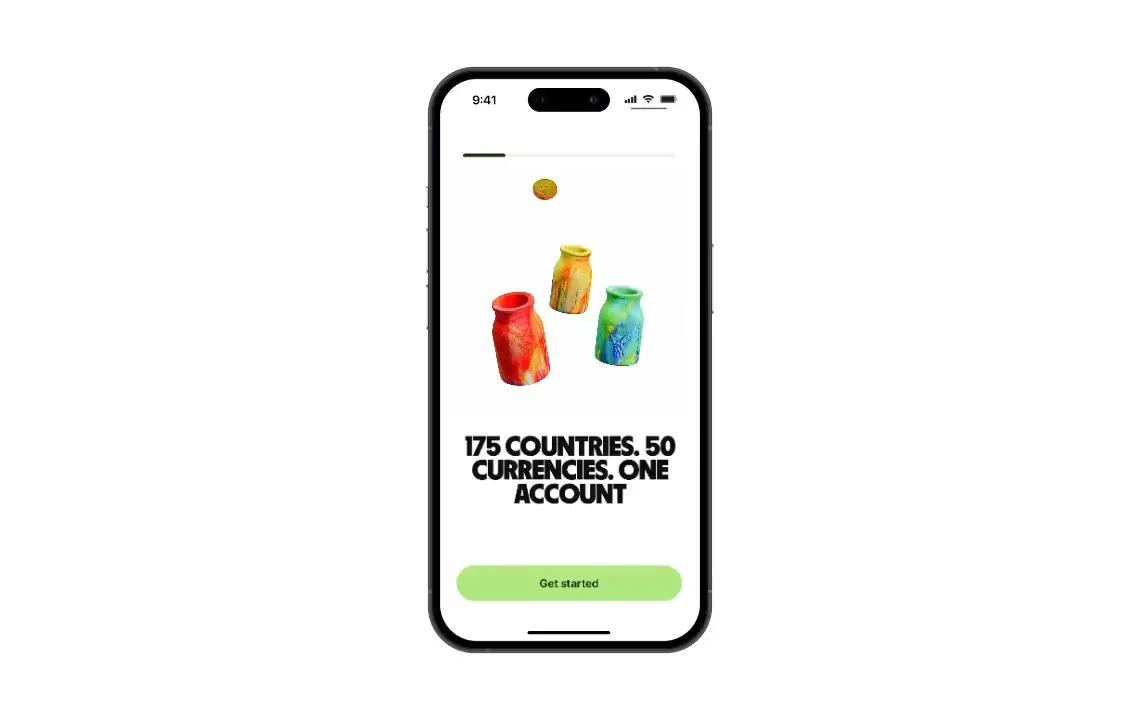 9:41
175 COUNTRIES. 50
CURRENCIES. ONE
ACCOUNT
Get started